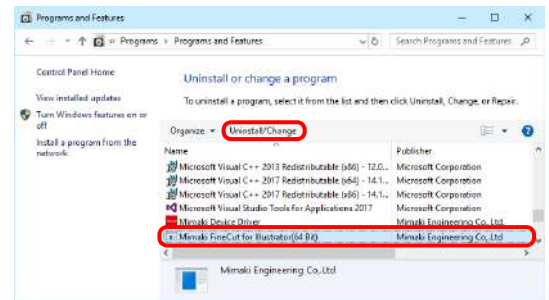 Programs and Features
« Programs › Programs and Features
Search Programs and Features
Control Panel Home
View installed updates
Turn Windows features on or
off
Install a program from the
network
Uninstall or change a program
To uninstall a program, select it from the list and then click Uninstall, Change, or Repair.
Organize Uninstall/Change
Name Publisher
Microsoft Visual C++ 2013 Redistributable (x86) - 12.0... Microsoft Corporation
Microsoft Visual C++ 2017 Redistributable (x64) - 14.1... Microsoft Corporation
Microsoft Visual C++ 2017 Redistributable (x86) - 14.1... Microsoft Corporation
Microsoft Visual Studio Tools for Applications 2017 Microsoft Corporation
Mimaki Device Driver Mimaki Engineering Co, Ltd.
Mimaki FineCut for Illustrator(64 Bit) Mimaki Engineering Co,.Ltd
Mimaki Engineering Co,.Ltd